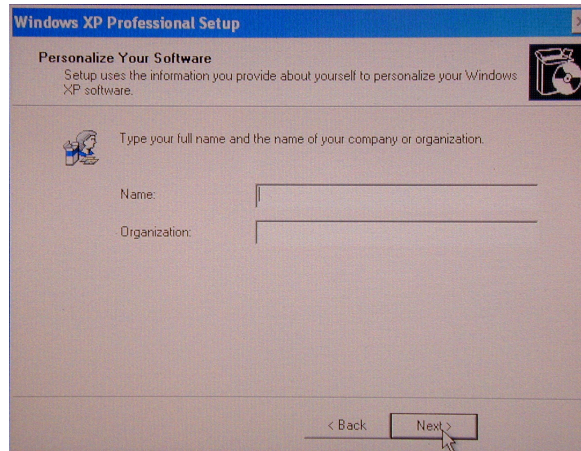 Windows XP Professional Setup
Personalize Your Software
Setup uses the information you provide about yourself to personalize your Windows
XP software.
Type your full name and the name of your company or organization.
Name:
Organization:
< Back
Next >